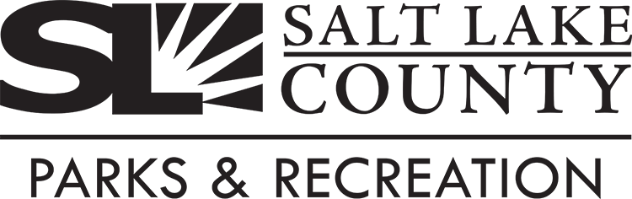 SL
SALT LAKE
COUNTY
PARKS & RECREATION